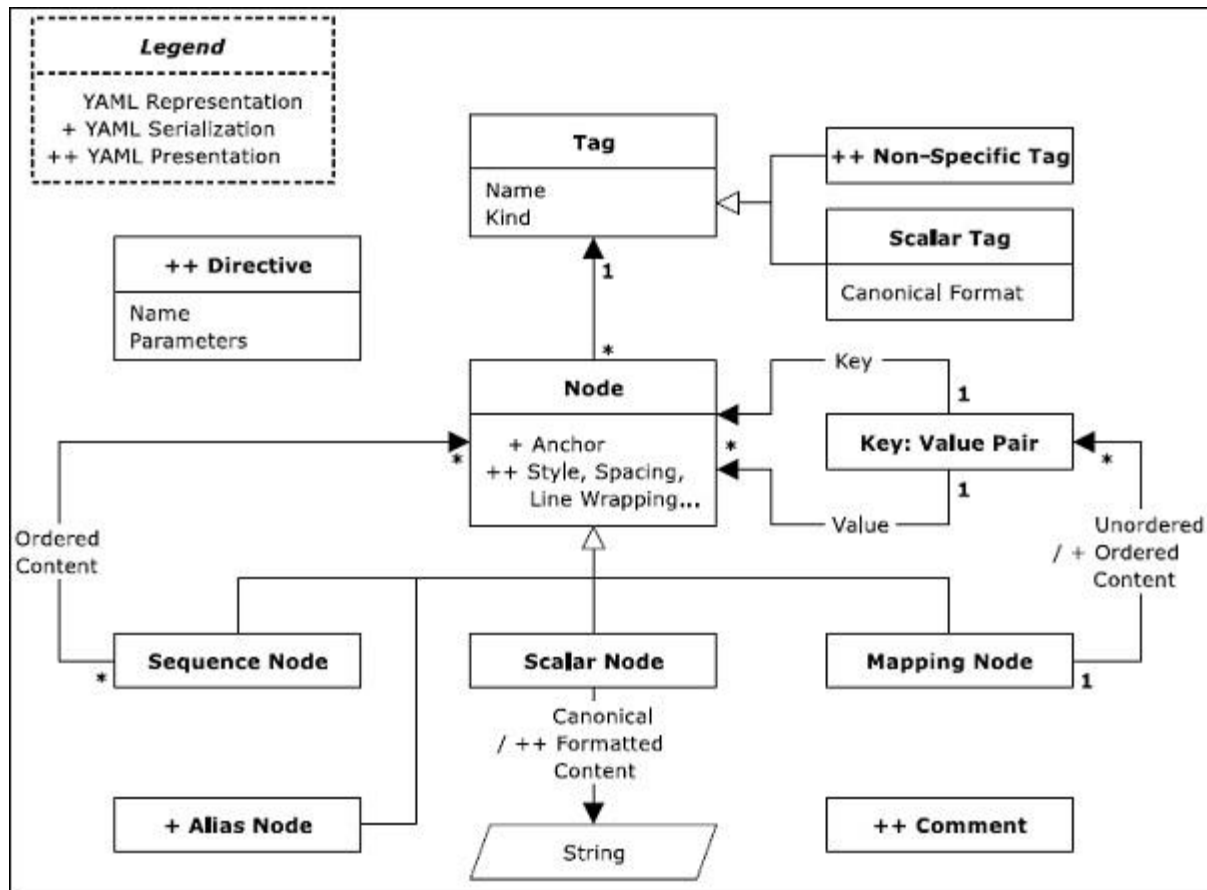 Legend
YAML Representation
+ YAML Serialization
++ YAML Presentation
Tag
Name
Kind
++ Non-Specific Tag
Scalar Tag
Canonical Format
++ Directive
Name
Parameters
1
*
Node
+ Anchor
++ Style, Spacing,
Line Wrapping...
Key
1
Key: Value Pair
*
1
Value
*
*
Ordered
Content
Unordered
/ + Ordered
Content
Sequence Node
*
Scalar Node
Mapping Node
1
Canonical
/ ++ Formatted
Content
+ Alias Node
String
++ Comment